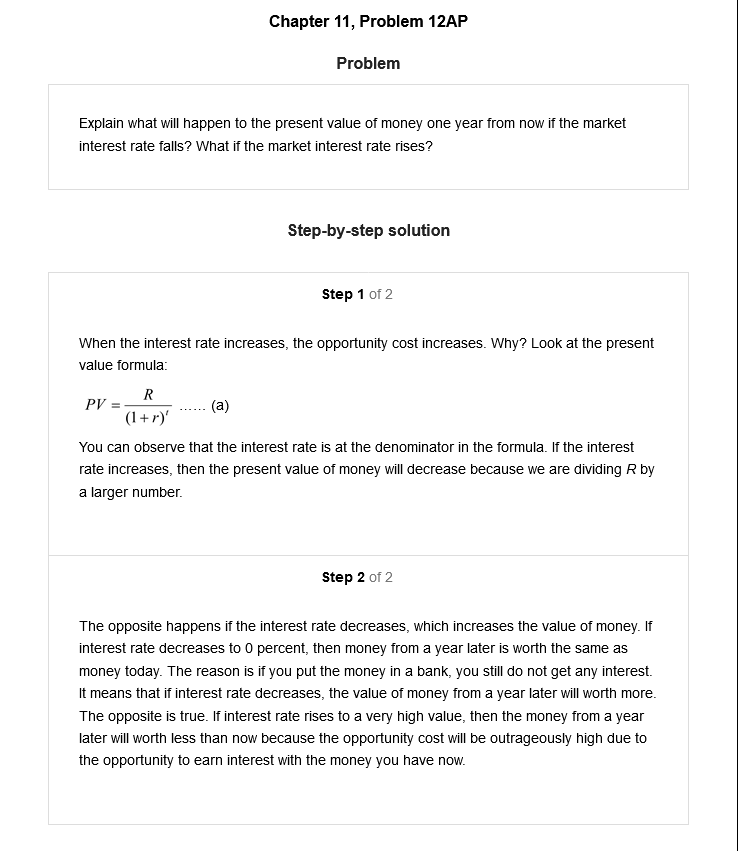 Chapter 11, Problem 12AP
Problem
Explain what will happen to the present value of money one year from now if the market
interest rate falls? What if the market interest rate rises?
Step-by-step solution
Step 1 of 2
When the interest rate increases, the opportunity cost increases. Why? Look at the present
value formula:
PV = R / (1+r)^t ...... (a)
You can observe that the interest rate is at the denominator in the formula. If the interest
rate increases, then the present value of money will decrease because we are dividing R by
a larger number.
Step 2 of 2
The opposite happens if the interest rate decreases, which increases the value of money. If
interest rate decreases to 0 percent, then money from a year later is worth the same as
money today. The reason is if you put the money in a bank, you still do not get any interest.
It means that if interest rate decreases, the value of money from a year later will worth more.
The opposite is true. If interest rate rises to a very high value, then the money from a year
later will worth less than now because the opportunity cost will be outrageously high due to
the opportunity to earn interest with the money you have now.